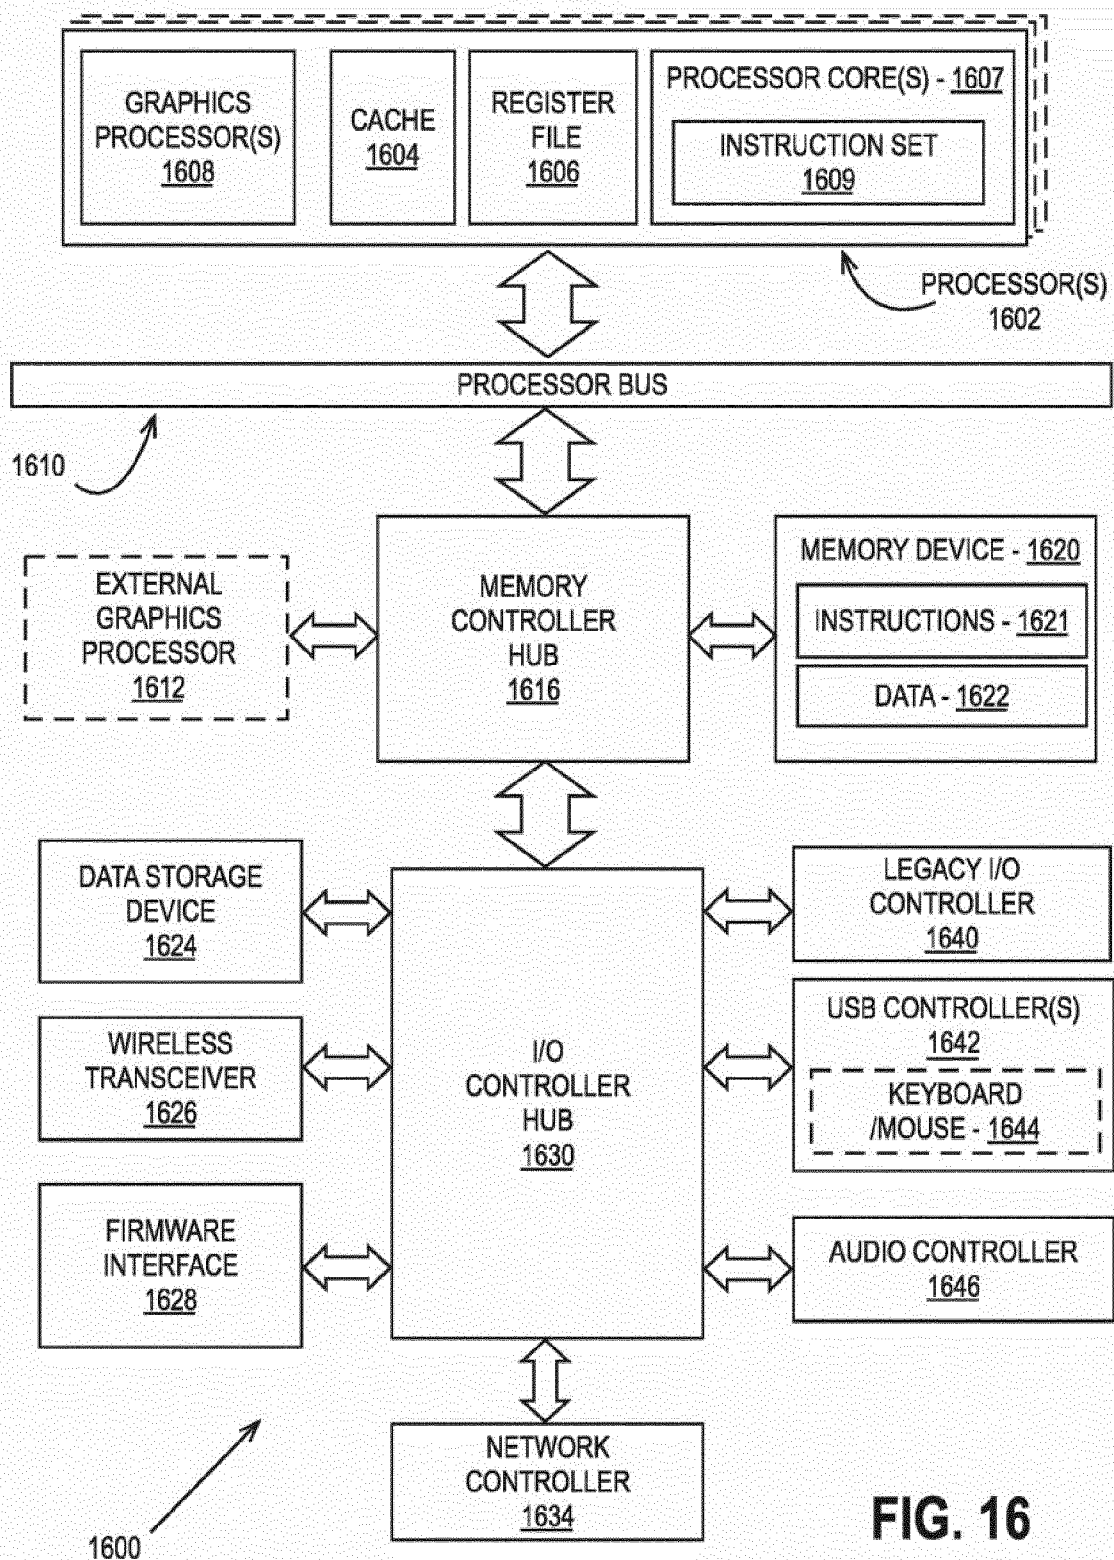 GRAPHICS
PROCESSOR(S)
1608
CACHE
1604
REGISTER
FILE
1606
PROCESSOR CORE(S) - 1607
INSTRUCTION SET
1609
PROCESSOR(S)
1602
PROCESSOR BUS
1610
EXTERNAL
GRAPHICS
PROCESSOR
1612
MEMORY
CONTROLLER
HUB
1616
MEMORY DEVICE - 1620
INSTRUCTIONS - 1621
DATA - 1622
DATA STORAGE
DEVICE
1624
WIRELESS
TRANSCEIVER
1626
FIRMWARE
INTERFACE
1628
I/O
CONTROLLER
HUB
1630
LEGACY I/O
CONTROLLER
1640
USB CONTROLLER(S)
1642
KEYBOARD
/MOUSE - 1644
AUDIO CONTROLLER
1646
NETWORK
CONTROLLER
1634
1600
FIG. 16